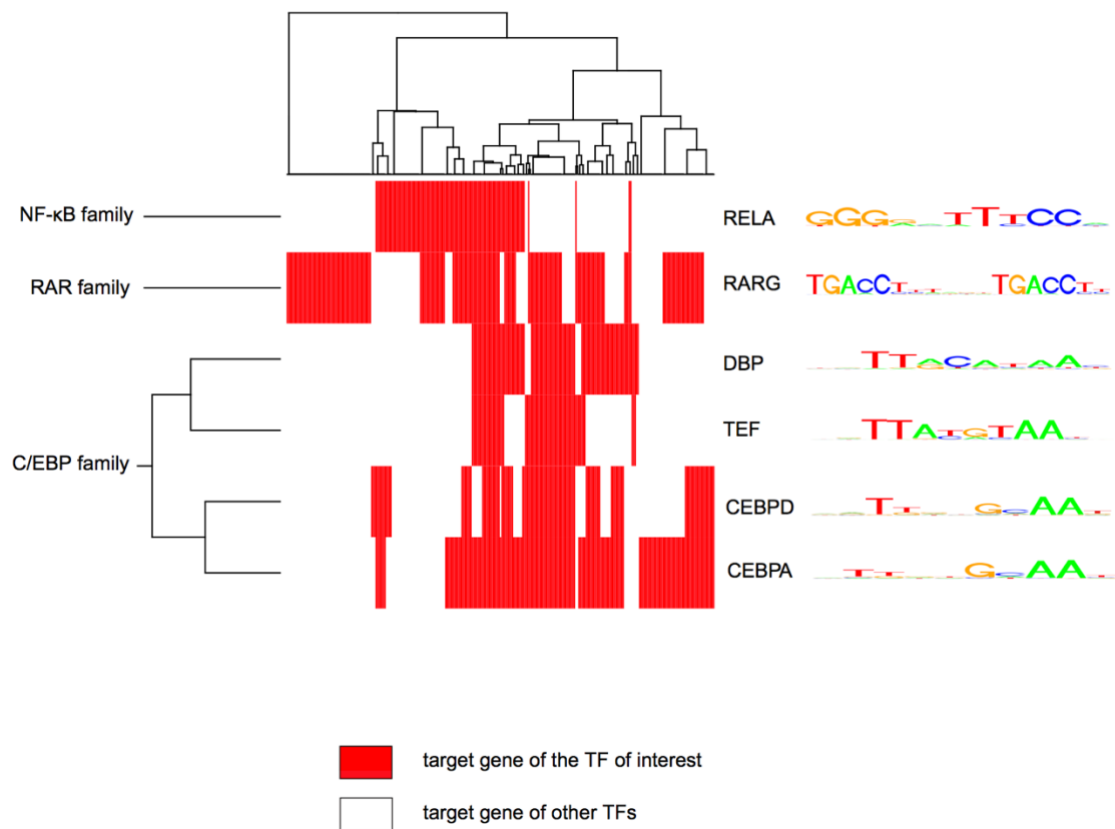 NF-κB family
RELA
RAR family
RARG
DBP
TEF
C/EBP family
CEBPD
CEBPA
target gene of the TF of interest
target gene of other TFs